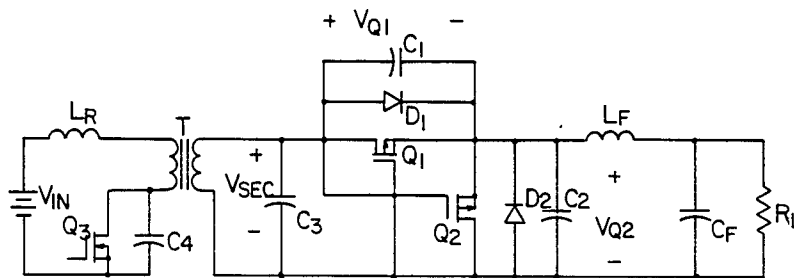 + VQ1 -
C1
D1
LR
T
LF
+
VSEC
-
Q1
VIN
Q3
C4
C3
Q2
D2
C2
+
VQ2
-
CF
R1